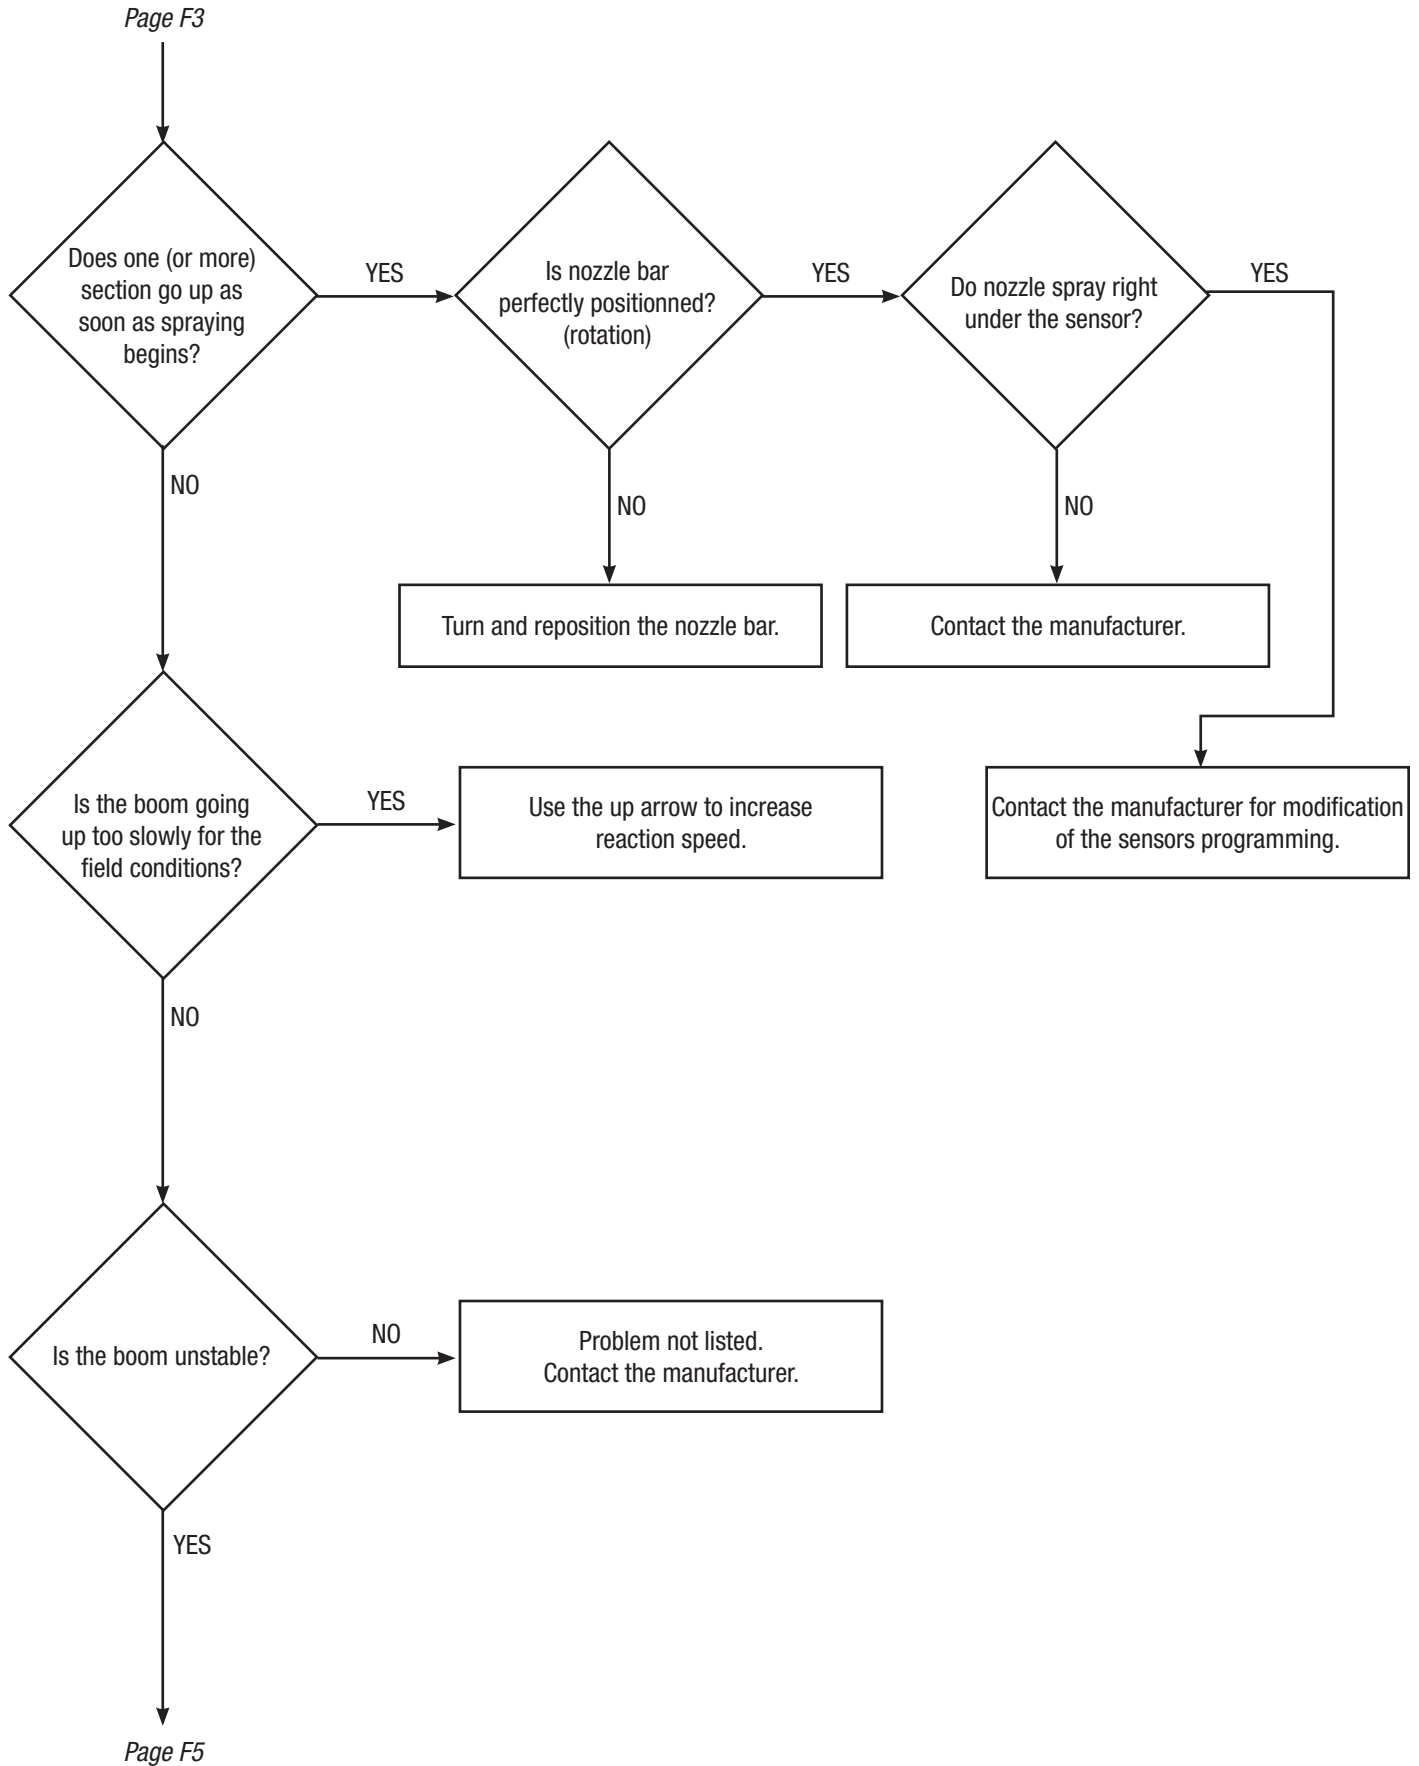 Page F3
Does one (or more)
section go up as
soon as spraying
begins?
YES
Is nozzle bar
perfectly positionned?
(rotation)
YES
Do nozzle spray right
under the sensor?
YES
NO
NO
NO
Turn and reposition the nozzle bar.
Contact the manufacturer.
Is the boom going
up too slowly for the
field conditions?
YES
Use the up arrow to increase
reaction speed.
Contact the manufacturer for modification
of the sensors programming.
NO
Is the boom unstable?
NO
Problem not listed.
Contact the manufacturer.
YES
Page F5